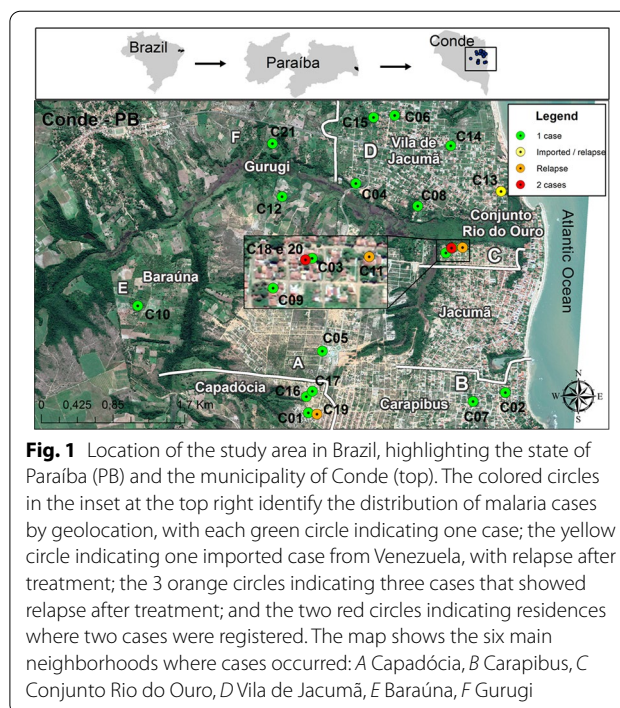 Brazil
Paraíba
Conde
Conde - PB
Legend
1 case
Imported / relapse
Relapse
2 cases
F
C21
Gurugi
C15
C06
D
Vila de
Jacumã
C14
C04
C12
C08
C13
Conjunto
Rio do Ouro
Atlantic Ocean
C18 e 20
C03
C11
C09
C
Baraúna
E
C10
Jacumã
C05
A
Capadócia
C17
C16
C01
C19
Carapibus
B
C07
C02
N
W
E
S
0 0,425 0,85 1,7 Km
Fig. 1 Location of the study area in Brazil, highlighting the state of
Paraíba (PB) and the municipality of Conde (top). The colored circles
in the inset at the top right identify the distribution of malaria cases
by geolocation, with each green circle indicating one case; the yellow
circle indicating one imported case from Venezuela, with relapse after
treatment; the 3 orange circles indicating three cases that showed
relapse after treatment; and the two red circles indicating residences
where two cases were registered. The map shows the six main
neighborhoods where cases occurred: A Capadócia, B Carapibus, C
Conjunto Rio do Ouro, D Vila de Jacumã, E Baraúna, F Gurugi